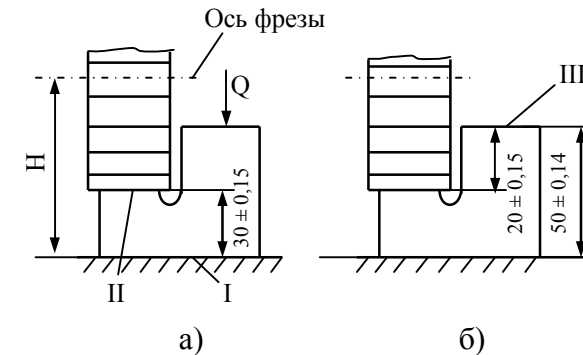 Ось фрезы
Q
H
30 ± 0,15
II
I
III
20 ± 0,15
50 ± 0,14
а)
б)